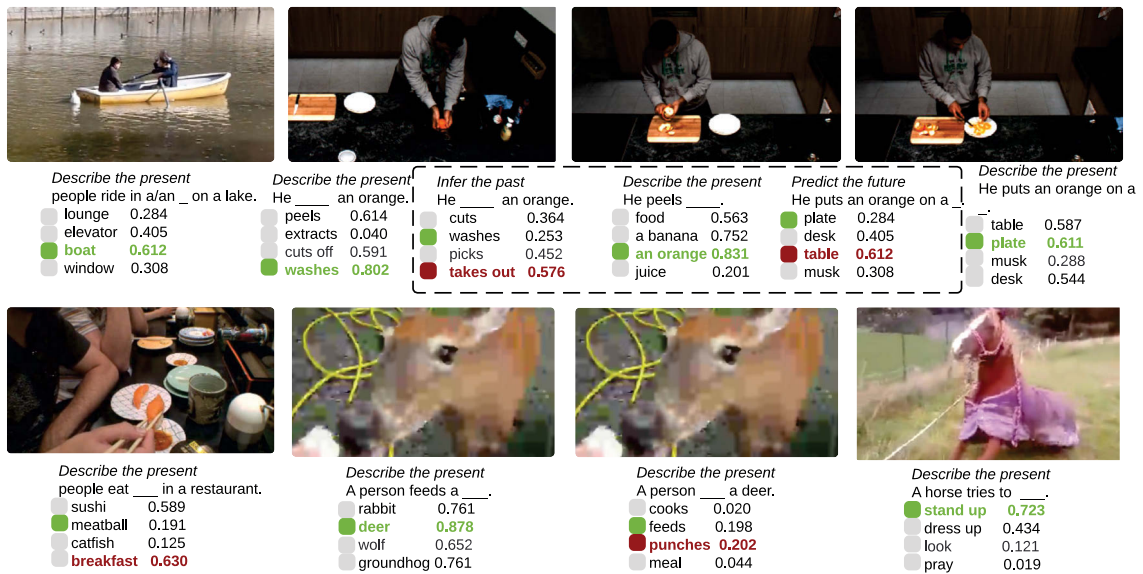 Describe the present
people ride in a/an _ on a lake.
lounge 0.284
elevator 0.405
boat 0.612
window 0.308
Describe the present
He ____ an orange.
peels 0.614
extracts 0.040
cuts off 0.591
washes 0.802
Infer the past
He ____ an orange.
cuts 0.364
washes 0.253
picks 0.452
takes out 0.576
Describe the present
He peels ____.
food 0.563
a banana 0.752
an orange 0.831
juice 0.201
Predict the future
He puts an orange on a _.
plate 0.284
desk 0.405
table 0.612
musk 0.308
Describe the present
He puts an orange on a
_.
table 0.587
plate 0.611
musk 0.288
desk 0.544
Describe the present
people eat ___ in a restaurant.
sushi 0.589
meatball 0.191
catfish 0.125
breakfast 0.630
Describe the present
A person feeds a ___.
rabbit 0.761
deer 0.878
wolf 0.652
groundhog 0.761
Describe the present
A person ___ a deer.
cooks 0.020
feeds 0.198
punches 0.202
meal 0.044
Describe the present
A horse tries to ___.
stand up 0.723
dress up 0.434
look 0.121
pray 0.019